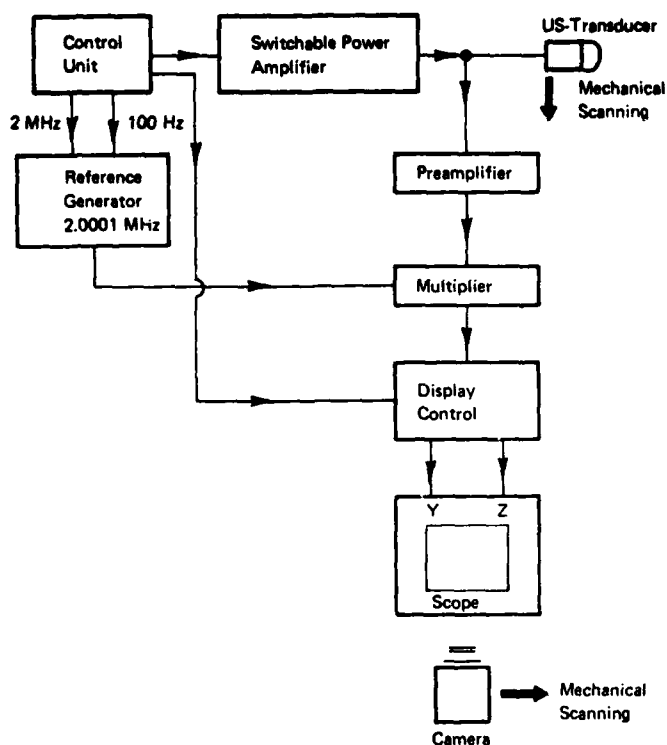 Control
Unit
Switchable Power
Amplifier
US-Transducer
Mechanical
Scanning
2 MHz
100 Hz
Reference
Generator
2.0001 MHz
Preamplifier
Multiplier
Display
Control
Y
Z
Scope
Mechanical
Scanning
Camera